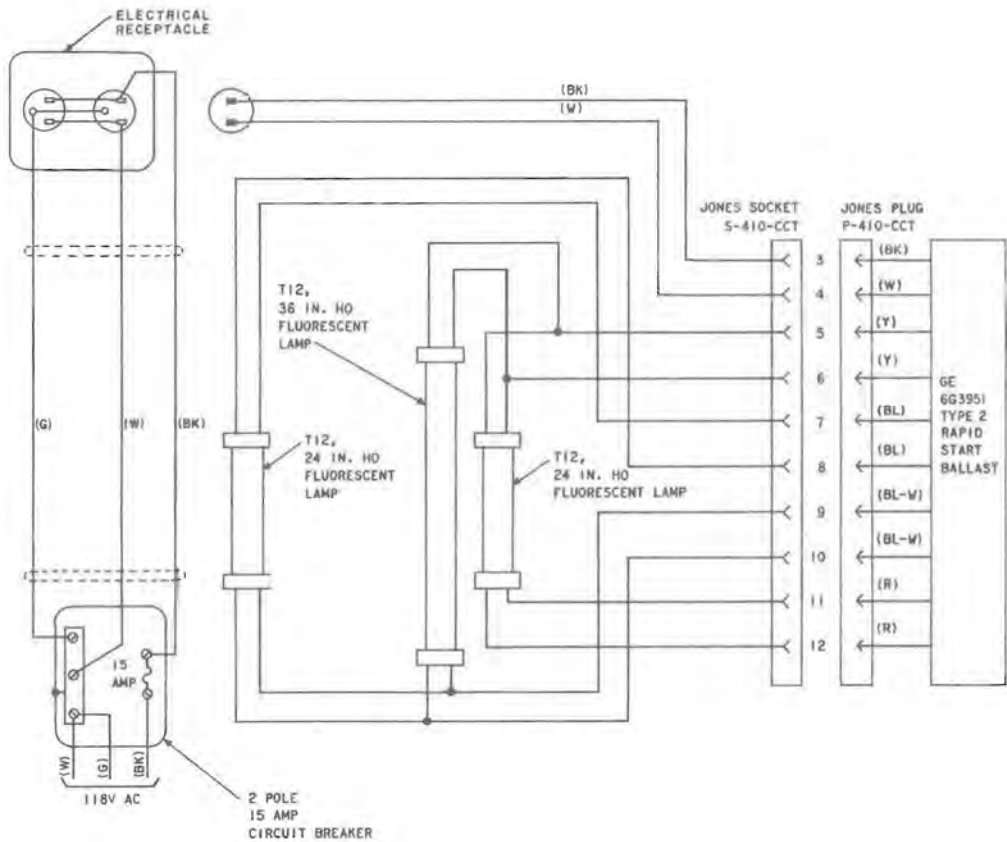 ELECTRICAL
RECEPTACLE
(BK)
(W)
JONES SOCKET
S-410-CCT
JONES PLUG
P-410-CCT
3
(BK)
4
(W)
5
(Y)
6
(Y)
7
(BL)
8
(BL)
9
(BL-W)
10
(BL-W)
11
(R)
12
(R)
GE
6G3951
TYPE 2
RAPID
START
BALLAST
T12,
36 IN. HO
FLUORESCENT
LAMP
(G)
(W)
(BK)
T12,
24 IN. HO
FLUORESCENT
LAMP
T12,
24 IN. HO
FLUORESCENT LAMP
15
AMP
(W)
(G)
(BK)
118V AC
2 POLE
15 AMP
CIRCUIT BREAKER